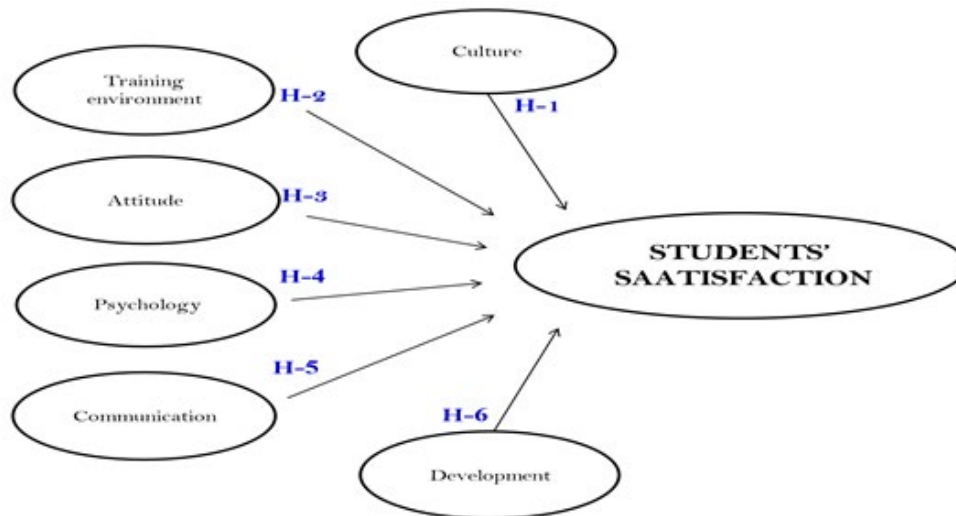 Culture
H-1
Training
environment
H-2
Attitude
H-3
Psychology
H-4
Communication
H-5
Development
H-6
STUDENTS'
SAATISFACTION